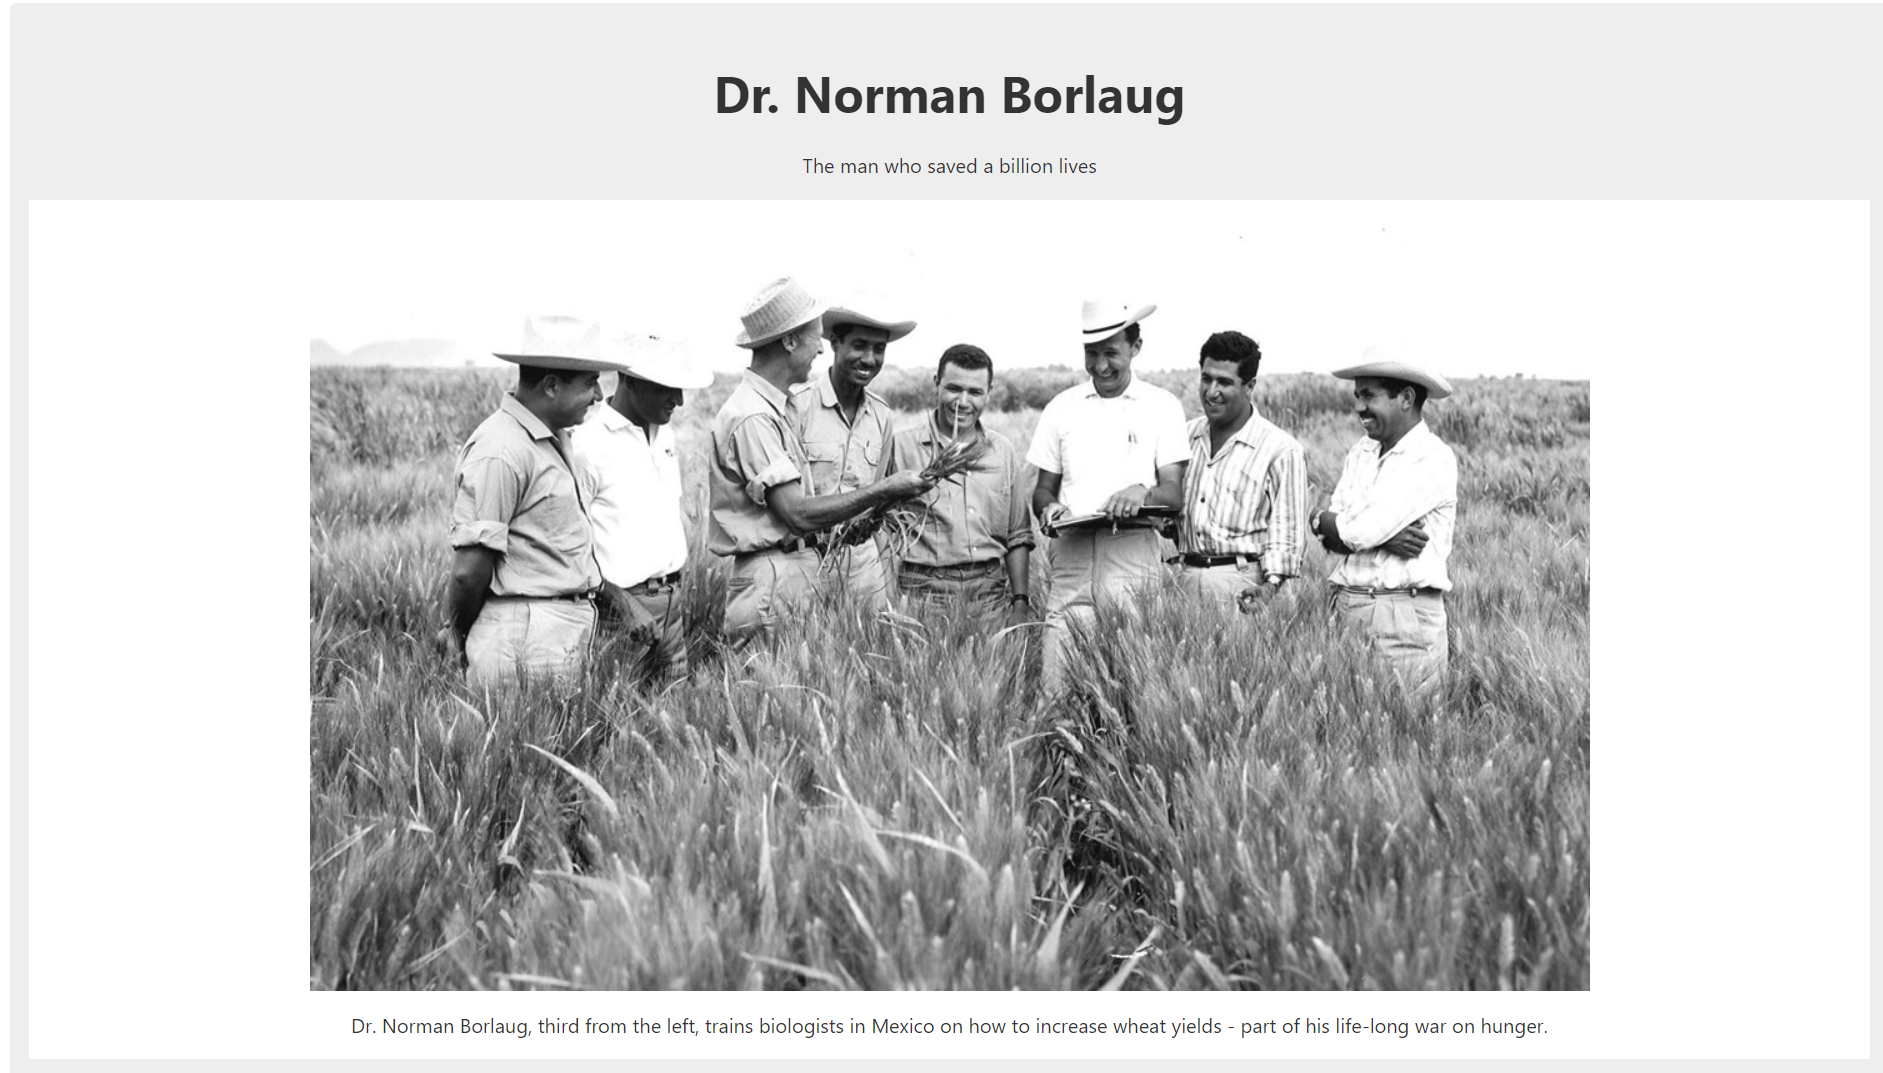 Dr. Norman Borlaug
The man who saved a billion lives
Dr. Norman Borlaug, third from the left, trains biologists in Mexico on how to increase wheat yields - part of his life-long war on hunger.